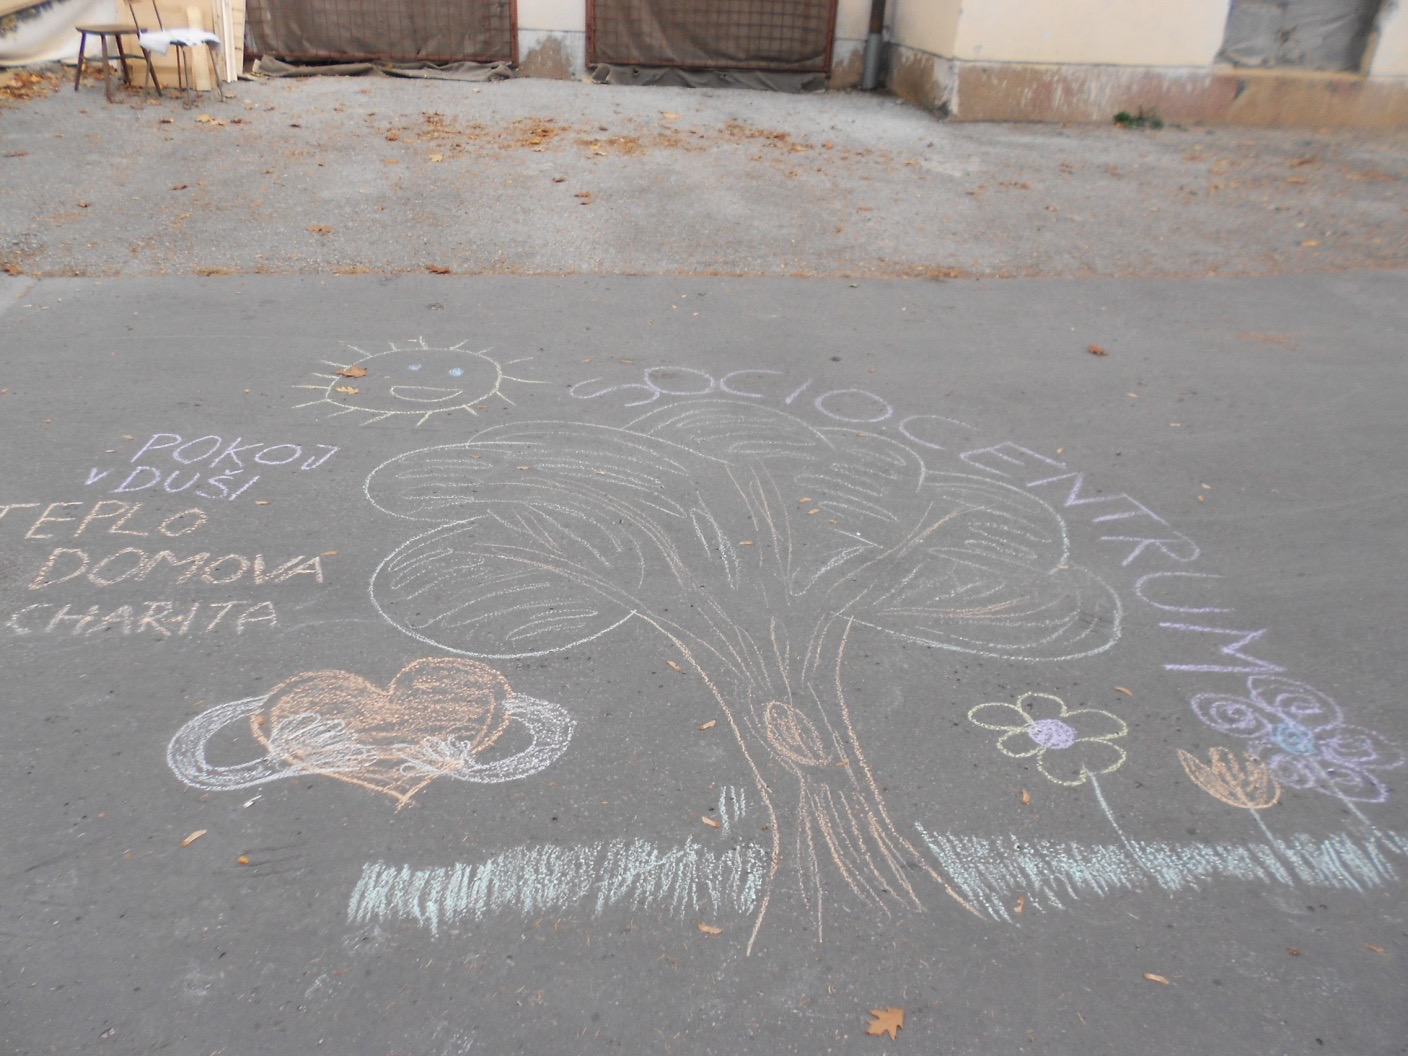 SOCIOCENTRUM
POKOJ
v DUŠI
TEPLO
DOMOVA
CHARITA